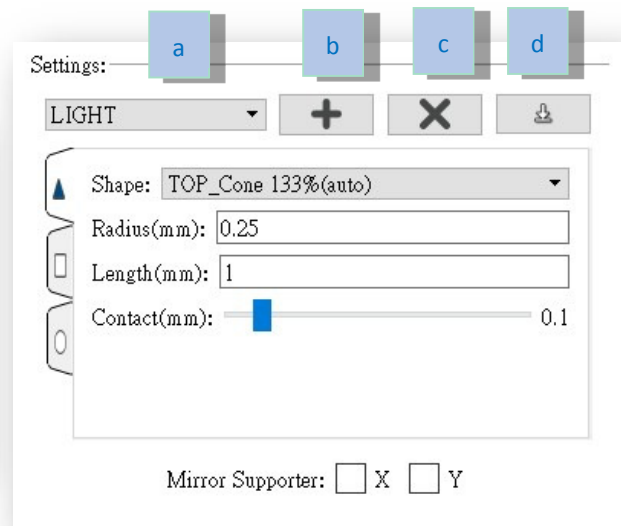 a b c d
Settings:
LIGHT
Shape: TOP_Cone 133%(auto)
Radius(mm): 0.25
Length(mm): 1
Contact(mm): 0.1
Mirror Supporter: X Y